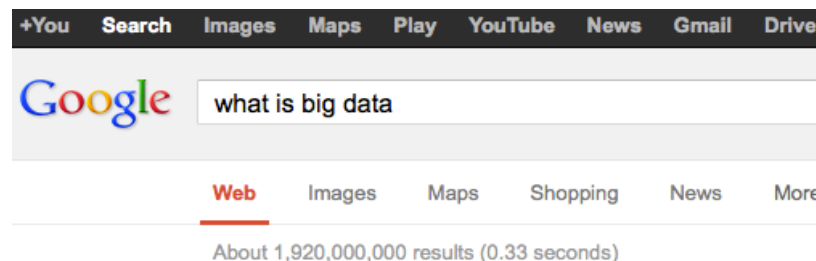 +You Search Images Maps Play YouTube News Gmail Drive
Google what is big data
Web Images Maps Shopping News More
About 1,920,000,000 results (0.33 seconds)